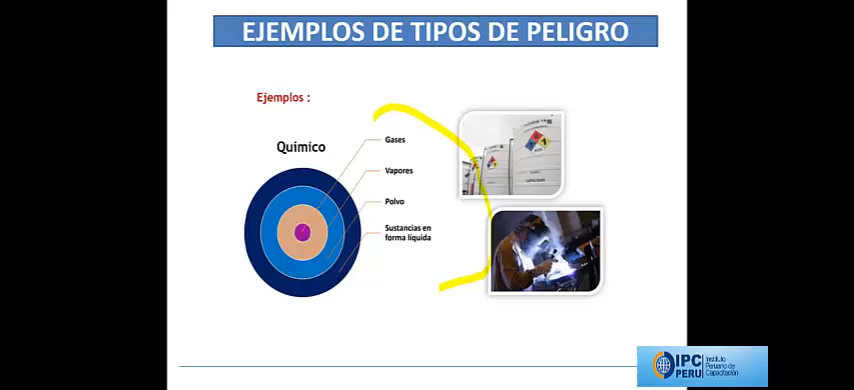 EJEMPLOS DE TIPOS DE PELIGRO
Ejemplos :
Químico
Gases
Vapores
Polvo
Sustancias en
forma líquida
IPC
PERU
Instituto
Peruano de
Capacitación